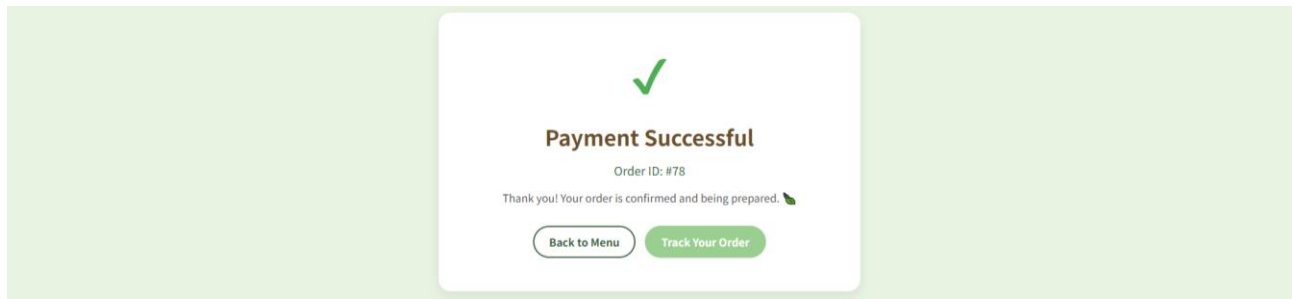 Payment Successful
Order ID: #78
Thank you! Your order is confirmed and being prepared.
Back to Menu
Track Your Order